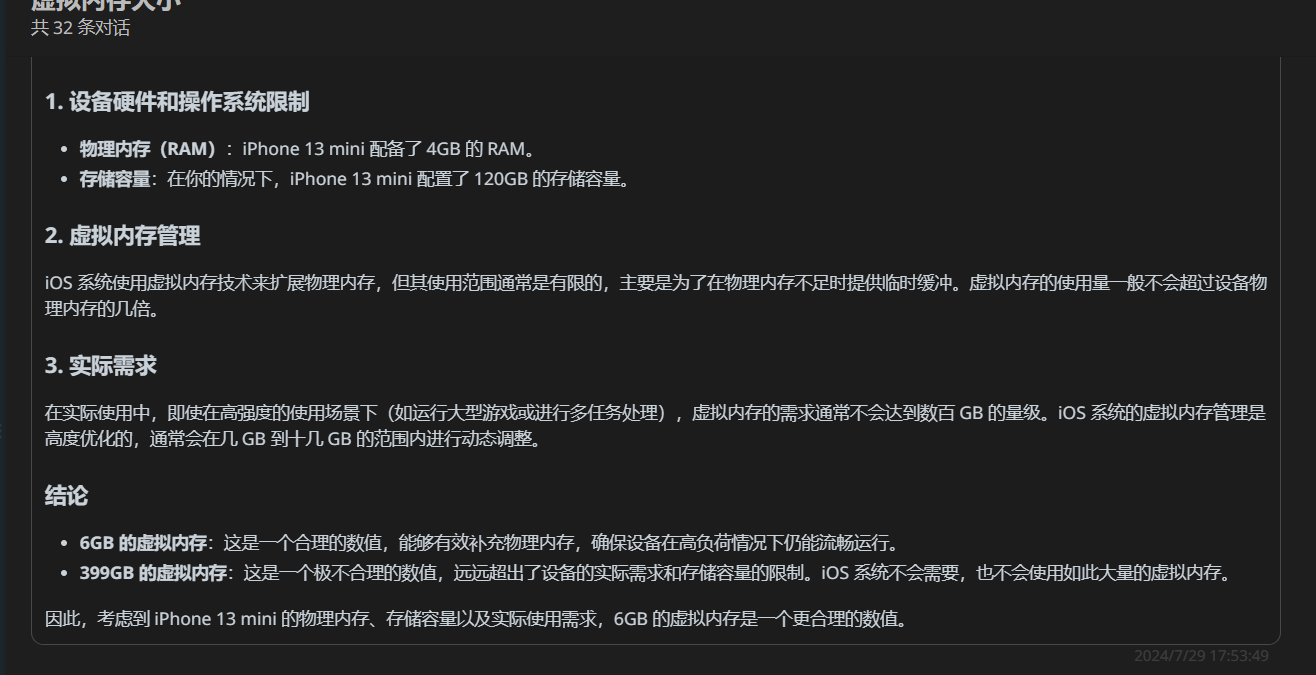 虚拟内存大小
共 32 条对话
1. 设备硬件和操作系统限制
• 物理内存（RAM）：iPhone 13 mini 配备了 4GB 的 RAM。
• 存储容量：在你的情况下，iPhone 13 mini 配置了 120GB 的存储容量。
2. 虚拟内存管理
iOS 系统使用虚拟内存技术来扩展物理内存，但其使用范围通常是有限的，主要是为了在物理内存不足时提供临时缓冲。虚拟内存的使用量一般不会超过设备物
理内存的几倍。
3. 实际需求
在实际使用中，即使在高强度的使用场景下（如运行大型游戏或进行多任务处理），虚拟内存的需求通常不会达到数百 GB 的量级。iOS 系统的虚拟内存管理是
高度优化的，通常会在几 GB 到十几 GB 的范围内进行动态调整。
结论
• 6GB 的虚拟内存：这是一个合理的数值，能够有效补充物理内存，确保设备在高负荷情况下仍能流畅运行。
• 399GB 的虚拟内存：这是一个极不合理的数值，远远超出了设备的实际需求和存储容量的限制。iOS 系统不会需要，也不会使用如此大量的虚拟内存。
因此，考虑到 iPhone 13 mini 的物理内存、存储容量以及实际使用需求，6GB 的虚拟内存是一个更合理的数值。
2024/7/29 17:53:49